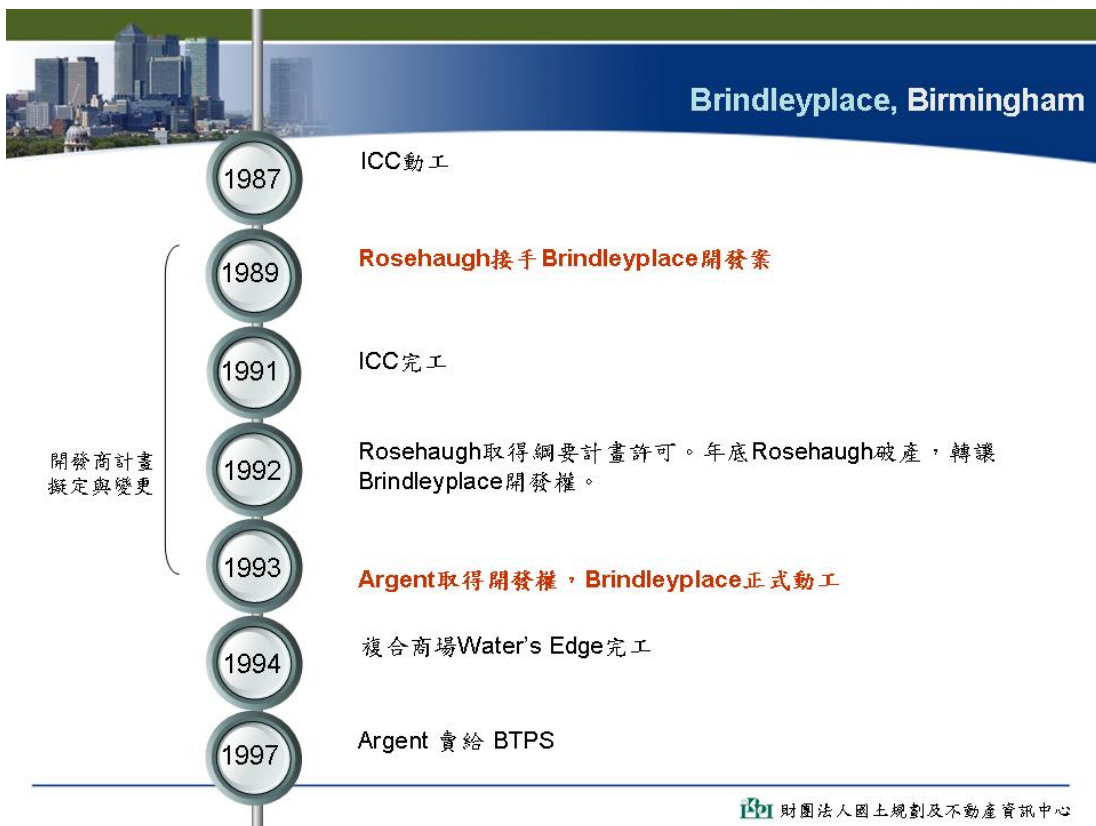 Brindleyplace, Birmingham
1987
ICC動工
1989
Rosehaugh接手Brindleyplace開發案
1991
ICC完工
開發商計畫
擬定與變更
1992
Rosehaugh取得綱要計畫許可。年底Rosehaugh破產，轉讓
Brindleyplace開發權。
1993
Argent取得開發權，Brindleyplace正式動工
1994
複合商場Water's Edge完工
1997
Argent 賣給 BTPS
財團法人國土規劃及不動產資訊中心